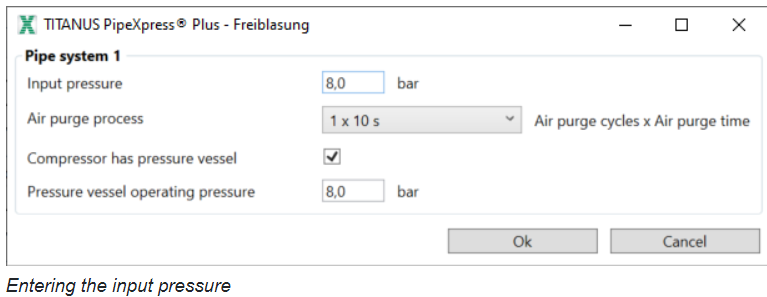 TITANUS PipeXpress® Plus - Freiblasung
Pipe system 1
Input pressure 8,0 bar
Air purge process 1 x 10 s Air purge cycles x Air purge time
Compressor has pressure vessel
Pressure vessel operating pressure 8,0 bar
Ok Cancel
Entering the input pressure